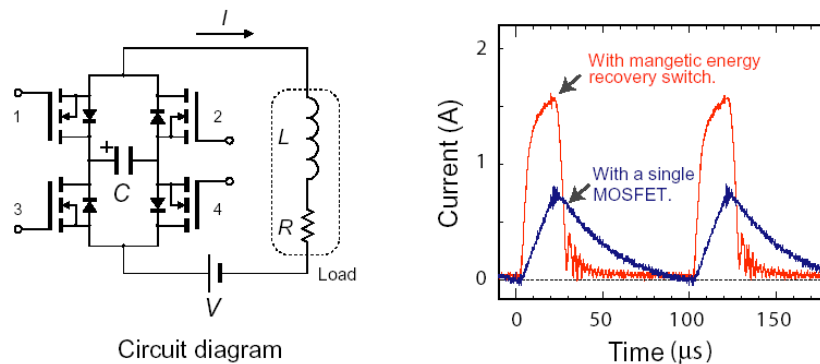 I
1
2
+
C
L
3
4
R
Load
V
Circuit diagram
2
With mangetic energy
recovery switch.
Current (A)
1
With a single
MOSFET.
0
0
50
100
150
Time (μs)